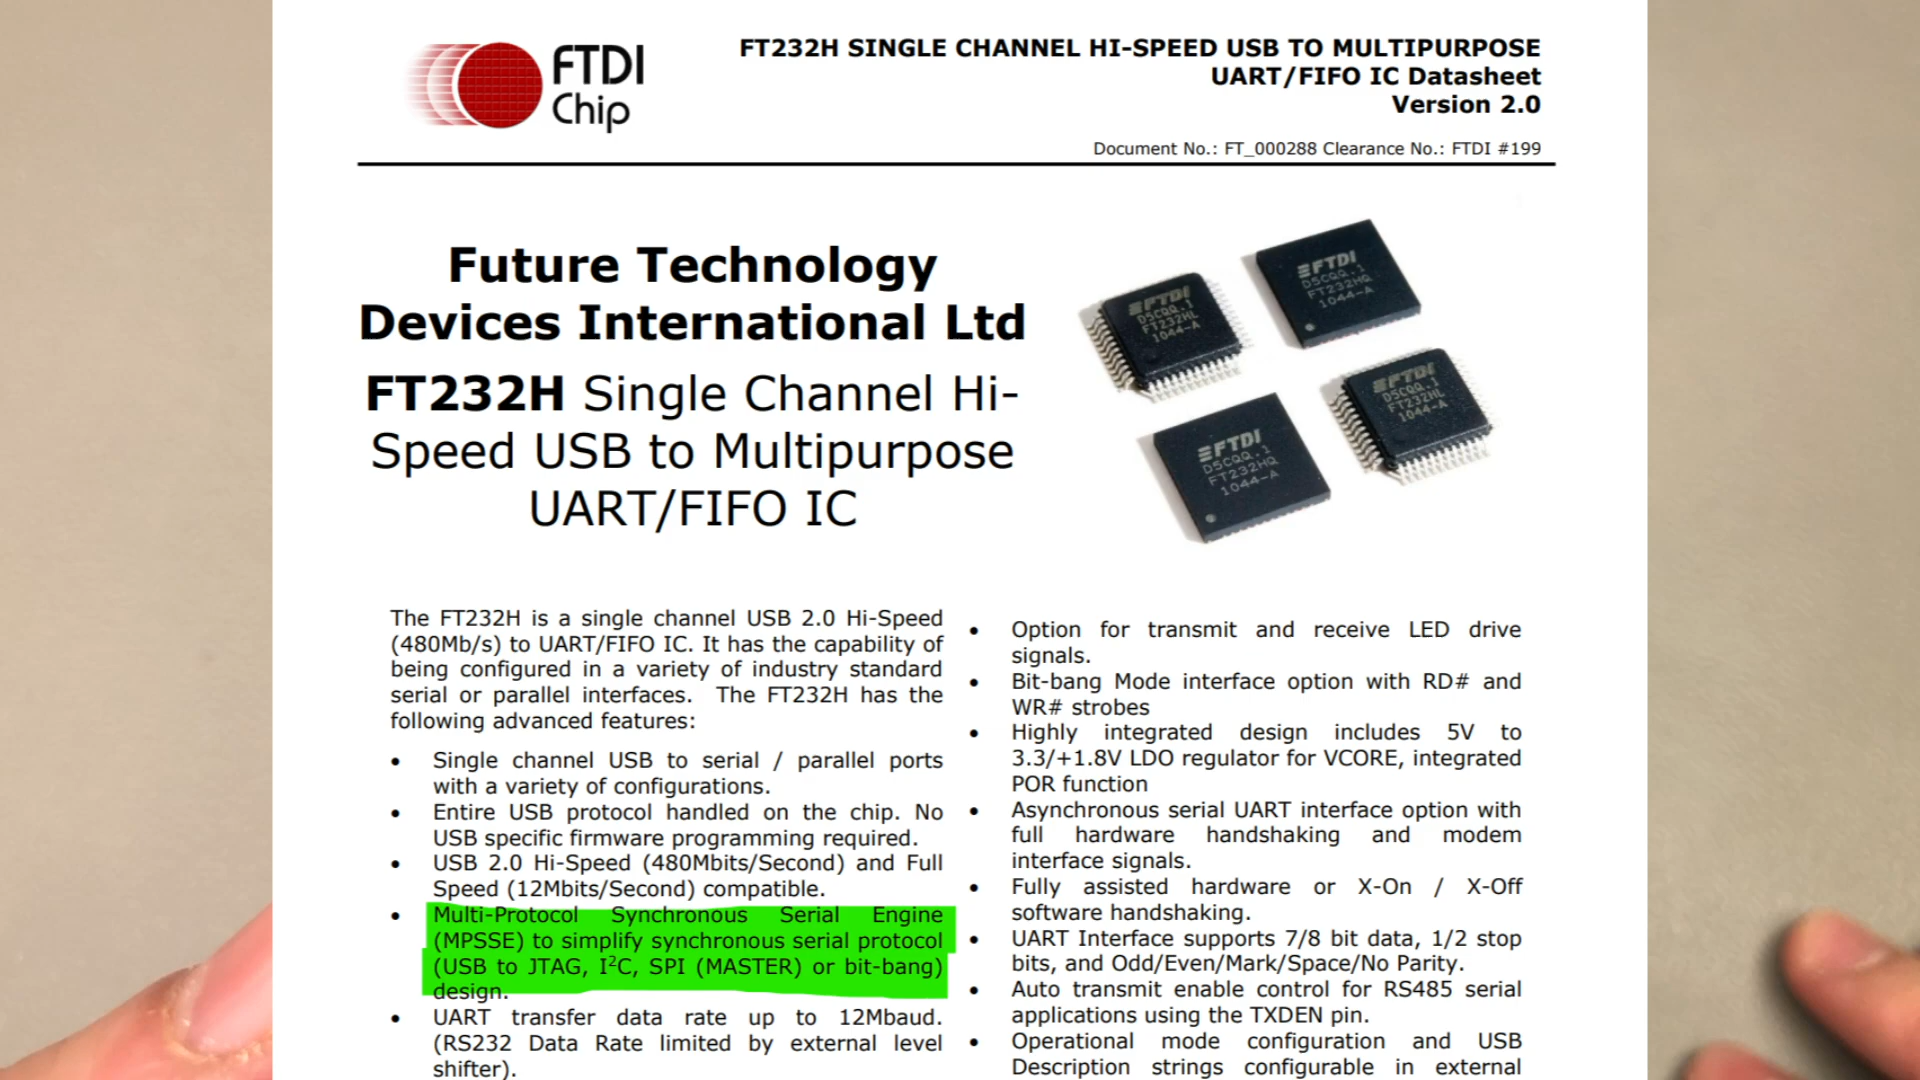 FTDI
Chip
FT232H SINGLE CHANNEL HI-SPEED USB TO MULTIPURPOSE
UART/FIFO IC Datasheet
Version 2.0
Document No.: FT_000288 Clearance No.: FTDI #199
Future Technology
Devices International Ltd
FT232H Single Channel Hi-
Speed USB to Multipurpose
UART/FIFO IC
FTDI
D5CQQ.1
FT232HL
1044-A
FTDI
D5CQQ.1
FT232HQ
1044-A
FTDI
D5CQQ.1
FT232HL
1044-A
FTDI
D5CQQ.1
FT232HQ
1044-A
The FT232H is a single channel USB 2.0 Hi-Speed
(480Mb/s) to UART/FIFO IC. It has the capability of
being configured in a variety of industry standard
serial or parallel interfaces. The FT232H has the
following advanced features:
• Single channel USB to serial / parallel ports
with a variety of configurations.
• Entire USB protocol handled on the chip. No
USB specific firmware programming required.
• USB 2.0 Hi-Speed (480Mbits/Second) and Full
Speed (12Mbits/Second) compatible.
• Multi-Protocol Synchronous Serial Engine
(MPSSE) to simplify synchronous serial protocol
(USB to JTAG, I²C, SPI (MASTER) or bit-bang)
design.
• UART transfer data rate up to 12Mbaud.
(RS232 Data Rate limited by external level
shifter).
• Option for transmit and receive LED drive
signals.
• Bit-bang Mode interface option with RD# and
WR# strobes
• Highly integrated design includes 5V to
3.3/+1.8V LDO regulator for VCORE, integrated
POR function
• Asynchronous serial UART interface option with
full hardware handshaking and modem
interface signals.
• Fully assisted hardware or X-On / X-Off
software handshaking.
• UART Interface supports 7/8 bit data, 1/2 stop
bits, and Odd/Even/Mark/Space/No Parity.
• Auto transmit enable control for RS485 serial
applications using the TXDEN pin.
• Operational mode configuration and USB
Description strings configurable in external